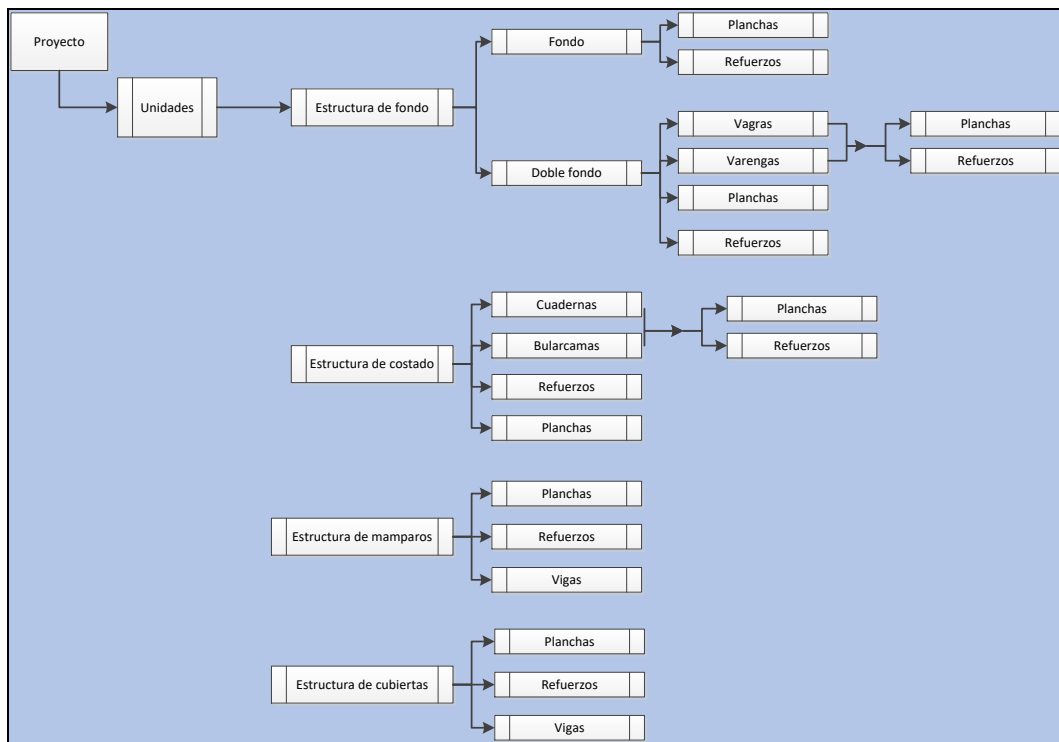 Proyecto
Unidades
Estructura de fondo
Fondo
Planchas
Refuerzos
Doble fondo
Vagras
Varengas
Planchas
Refuerzos
Planchas
Refuerzos
Estructura de costado
Cuadernas
Bularcamas
Refuerzos
Planchas
Planchas
Refuerzos
Estructura de mamparos
Planchas
Refuerzos
Vigas
Estructura de cubiertas
Planchas
Refuerzos
Vigas